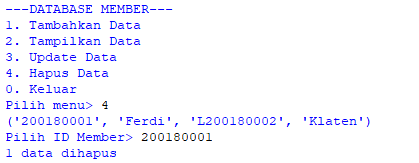 ---DATABASE MEMBER---
1. Tambahkan Data
2. Tampilkan Data
3. Update Data
4. Hapus Data
0. Keluar
Pilih menu> 4
('200180001', 'Ferdi', 'L200180002', 'Klaten')
Pilih ID Member> 200180001
1 data dihapus